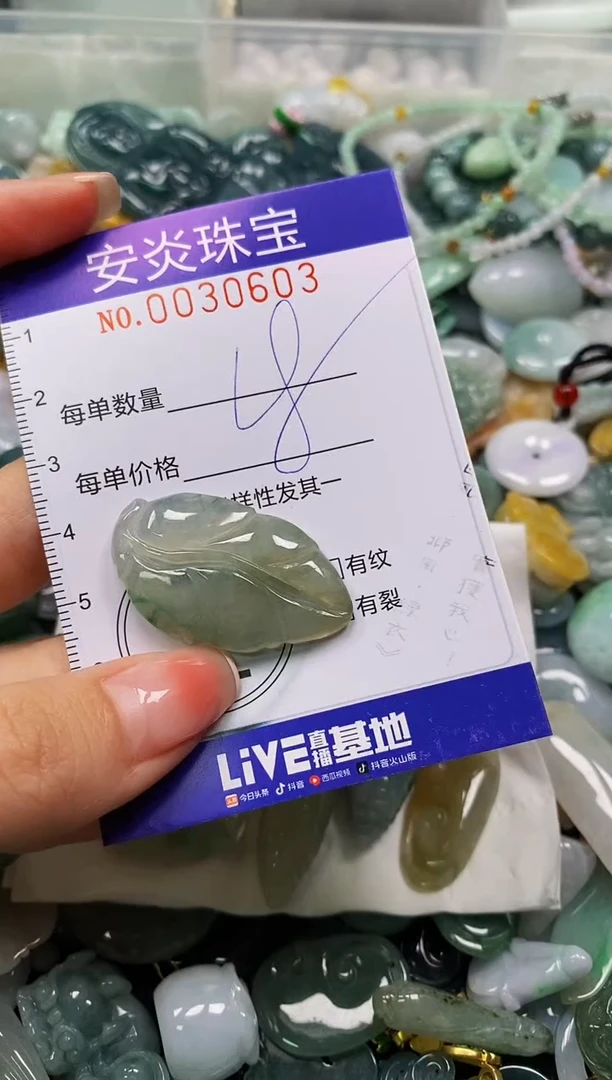 安炎珠宝
NO.0030603
1
2
每单数量
3
每单价格
样性发其一
4
有纹
5
有裂
LiVE直播基地
今日头条 抖音 西瓜视频 抖音火山版